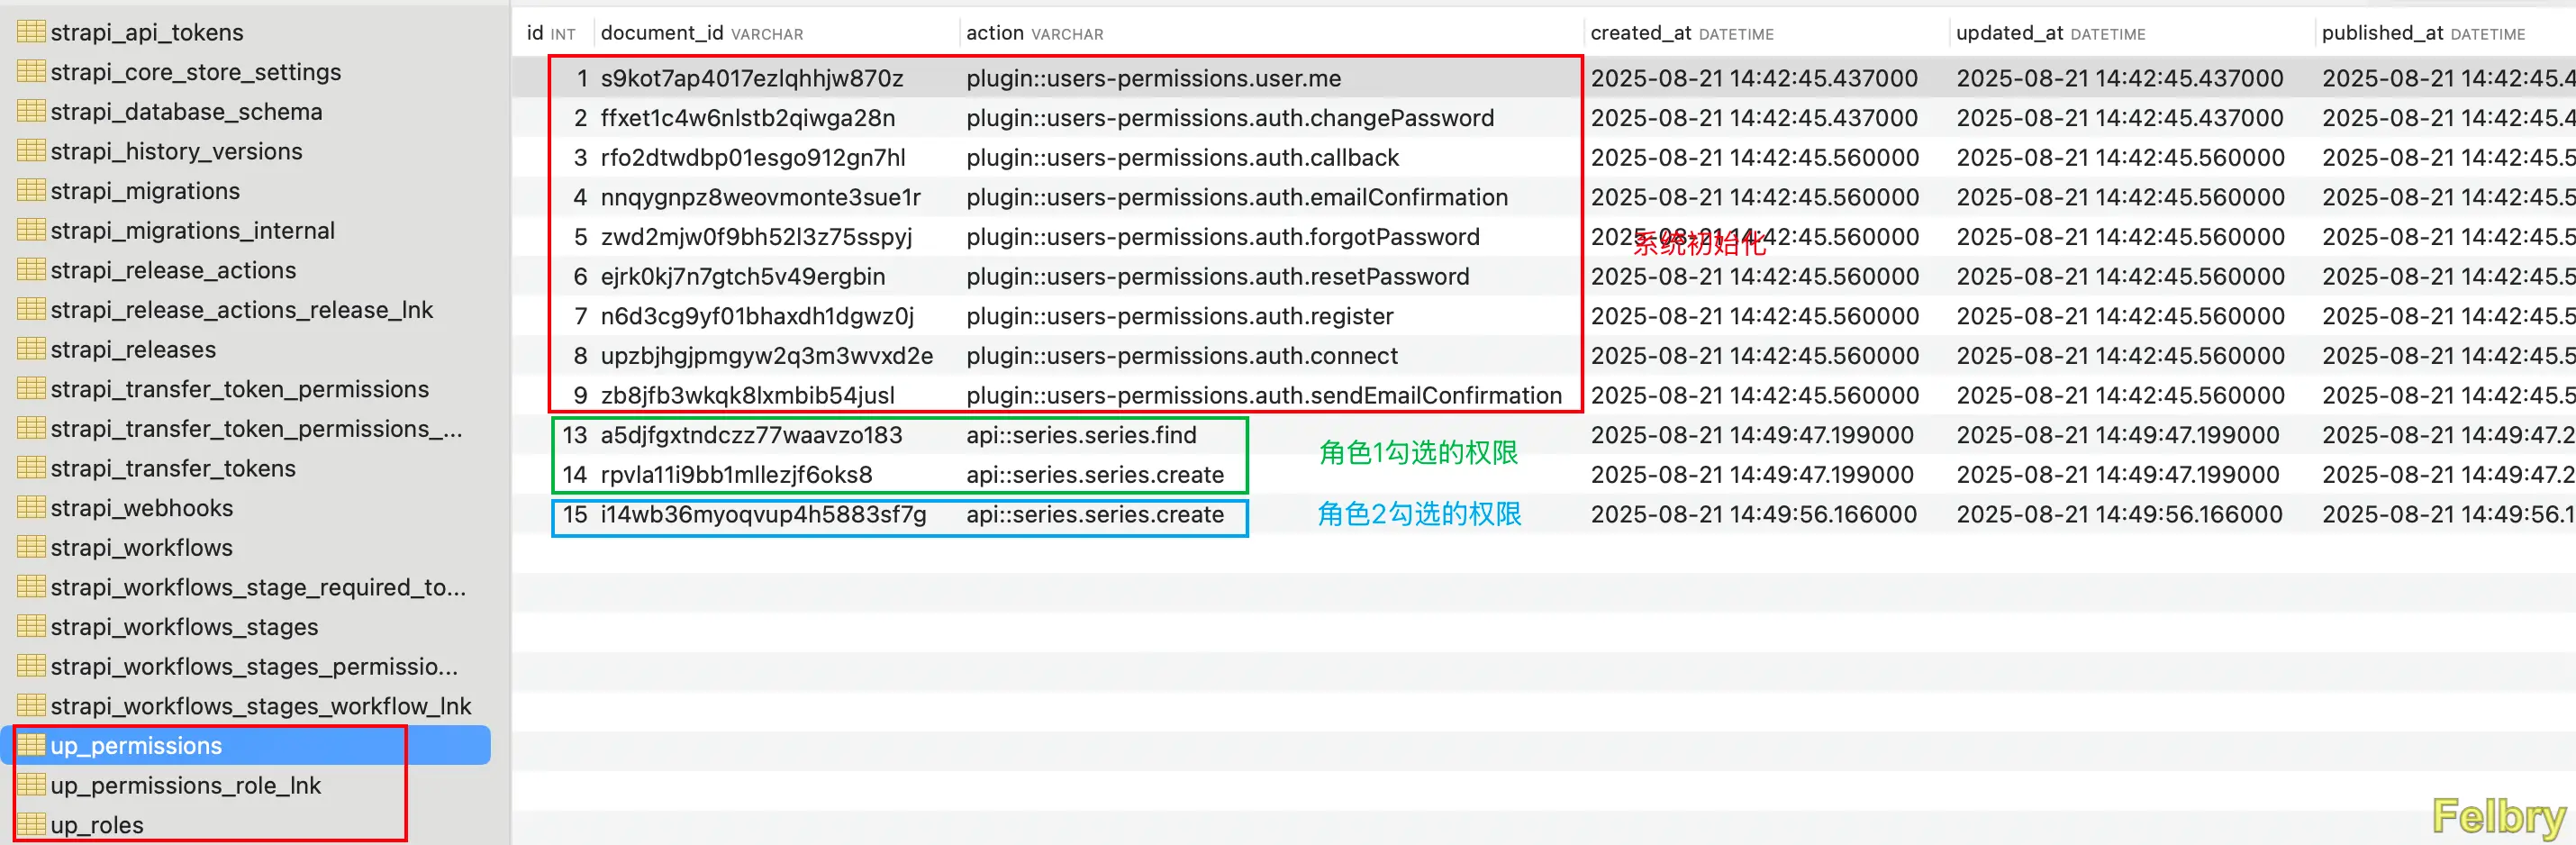 strapi_api_tokens
strapi_core_store_settings
strapi_database_schema
strapi_history_versions
strapi_migrations
strapi_migrations_internal
strapi_release_actions
strapi_release_actions_release_lnk
strapi_releases
strapi_transfer_token_permissions
strapi_transfer_token_permissions_...
strapi_transfer_tokens
strapi_webhooks
strapi_workflows
strapi_workflows_stage_required_to...
strapi_workflows_stages
strapi_workflows_stages_permissio...
strapi_workflows_stages_workflow_lnk
up_permissions
up_permissions_role_lnk
up_roles
id INT document_id VARCHAR action VARCHAR created_at DATETIME updated_at DATETIME published_at DATETIME
1 s9kot7ap4017ezlqhhjw870z plugin::users-permissions.user.me 2025-08-21 14:42:45.437000 2025-08-21 14:42:45.437000 2025-08-21 14:42:45.4
2 ffxet1c4w6nlstb2qiwga28n plugin::users-permissions.auth.changePassword 2025-08-21 14:42:45.437000 2025-08-21 14:42:45.437000 2025-08-21 14:42:45.4
3 rfo2dtwdbp01esgo912gn7hl plugin::users-permissions.auth.callback 2025-08-21 14:42:45.560000 2025-08-21 14:42:45.560000 2025-08-21 14:42:45.5
4 nnqygnpz8weovmonte3sue1r plugin::users-permissions.auth.emailConfirmation 2025-08-21 14:42:45.560000 2025-08-21 14:42:45.560000 2025-08-21 14:42:45.5
5 zwd2mjw0f9bh52l3z75sspyj plugin::users-permissions.auth.forgotPassword 2025-08-21 14:42:45.560000 2025-08-21 14:42:45.560000 2025-08-21 14:42:45.5
系统初始化
6 ejrk0kj7n7gtch5v49ergbin plugin::users-permissions.auth.resetPassword 2025-08-21 14:42:45.560000 2025-08-21 14:42:45.560000 2025-08-21 14:42:45.5
7 n6d3cg9yf01bhaxdh1dgwz0j plugin::users-permissions.auth.register 2025-08-21 14:42:45.560000 2025-08-21 14:42:45.560000 2025-08-21 14:42:45.5
8 upzbjhgjpmgyw2q3m3wvxd2e plugin::users-permissions.auth.connect 2025-08-21 14:42:45.560000 2025-08-21 14:42:45.560000 2025-08-21 14:42:45.5
9 zb8jfb3wkqk8lxmbib54jusl plugin::users-permissions.auth.sendEmailConfirmation 2025-08-21 14:42:45.560000 2025-08-21 14:42:45.560000 2025-08-21 14:42:45.5
13 a5djfgxtndczz77waavzo183 api::series.series.find 2025-08-21 14:49:47.199000 2025-08-21 14:49:47.199000 2025-08-21 14:49:47.2
角色1勾选的权限
14 rpvla11i9bb1mllezjf6oks8 api::series.series.create 2025-08-21 14:49:47.199000 2025-08-21 14:49:47.199000 2025-08-21 14:49:47.2
15 i14wb36myoqvup4h5883sf7g api::series.series.create 角色2勾选的权限 2025-08-21 14:49:56.166000 2025-08-21 14:49:56.166000 2025-08-21 14:49:56.1
Felbry